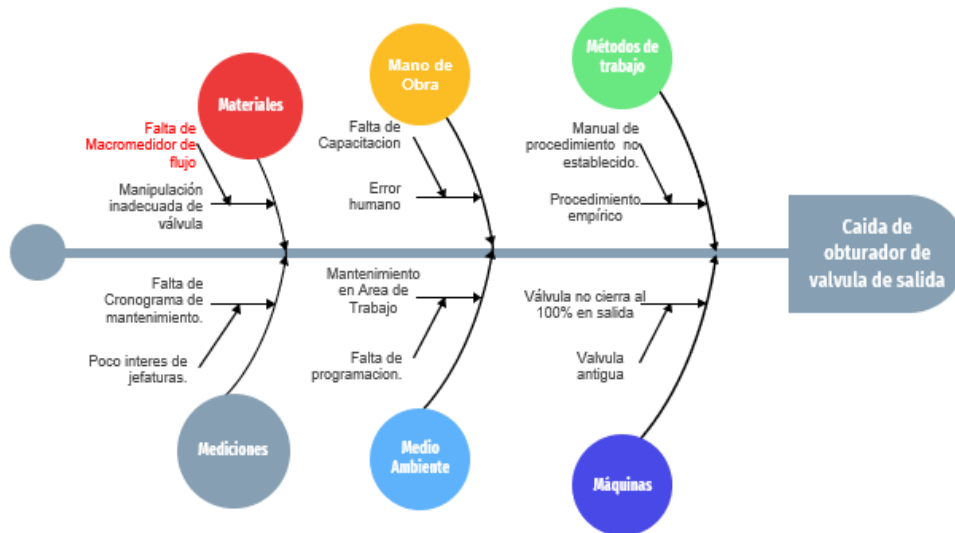 Materiales
Falta de
Macromedidor de
flujo
Manipulación
inadecuada de
válvula
Mano de
Obra
Falta de
Capacitacion
Error
humano
Métodos de
trabajo
Manual de
procedimiento no
establecido.
Procedimiento
empírico
Caida de
obturador de
valvula de salida
Falta de
Cronograma de
mantenimiento.
Poco interes de
jefaturas.
Mediciones
Mantenimiento
en Area de
Trabajo
Falta de
programacion.
Medio
Ambiente
Válvula no cierra al
100% en salida
Valvula
antigua
Máquinas